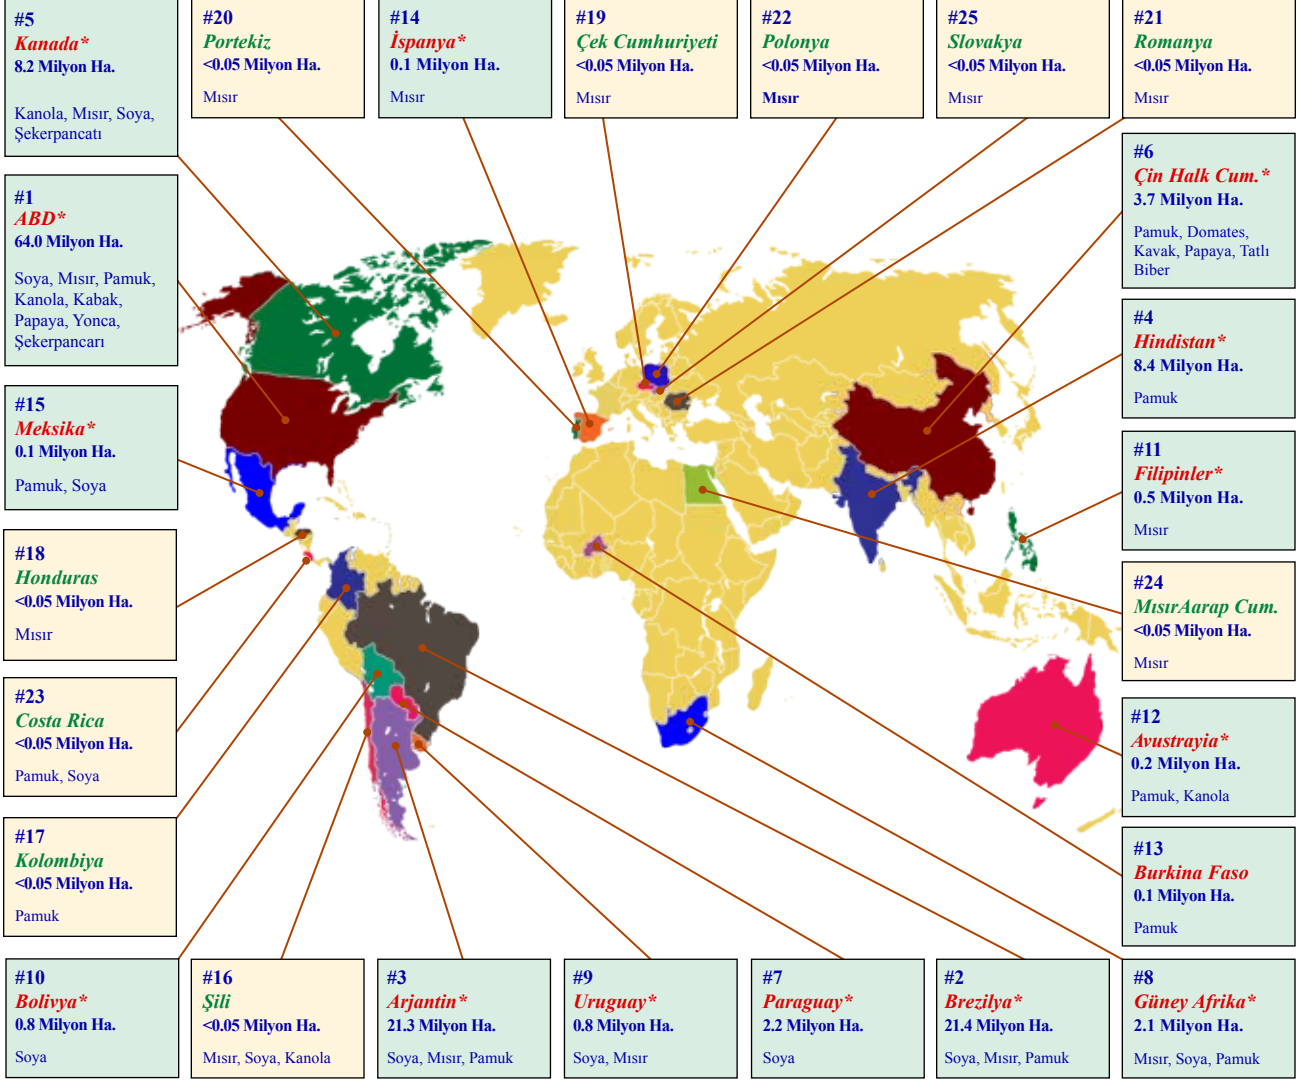 #5
Kanada*
8.2 Milyon Ha.
Kanola, Mısır, Soya,
Şekerpancatı
#20
Portekiz
<0.05 Milyon Ha.
Mısır
#14
İspanya*
0.1 Milyon Ha.
Mısır
#19
Çek Cumhuriyeti
<0.05 Milyon Ha.
Mısır
#22
Polonya
<0.05 Milyon Ha.
Mısır
#25
Slovakya
<0.05 Milyon Ha.
Mısır
#21
Romanya
<0.05 Milyon Ha.
Mısır
#1
ABD*
64.0 Milyon Ha.
Soya, Mısır, Pamuk,
Kanola, Kabak,
Papaya, Yonca,
Şekerpancarı
#6
Çin Halk Cum.*
3.7 Milyon Ha.
Pamuk, Domates,
Kavak, Papaya, Tatlı
Biber
#4
Hindistan*
8.4 Milyon Ha.
Pamuk
#15
Meksika*
0.1 Milyon Ha.
Pamuk, Soya
#11
Filipinler*
0.5 Milyon Ha.
Mısır
#18
Honduras
<0.05 Milyon Ha.
Mısır
#24
MısırAarap Cum.
<0.05 Milyon Ha.
Mısır
#23
Costa Rica
<0.05 Milyon Ha.
Pamuk, Soya
#12
Avustrayia*
0.2 Milyon Ha.
Pamuk, Kanola
#17
Kolombiya
<0.05 Milyon Ha.
Pamuk
#13
Burkina Faso
0.1 Milyon Ha.
Pamuk
#10
Bolivya*
0.8 Milyon Ha.
Soya
#16
Şili
<0.05 Milyon Ha.
Mısır, Soya, Kanola
#3
Arjantin*
21.3 Milyon Ha.
Soya, Mısır, Pamuk
#9
Uruguay*
0.8 Milyon Ha.
Soya, Mısır
#7
Paraguay*
2.2 Milyon Ha.
Soya
#2
Brezilya*
21.4 Milyon Ha.
Soya, Mısır, Pamuk
#8
Güney Afrika*
2.1 Milyon Ha.
Mısır, Soya, Pamuk